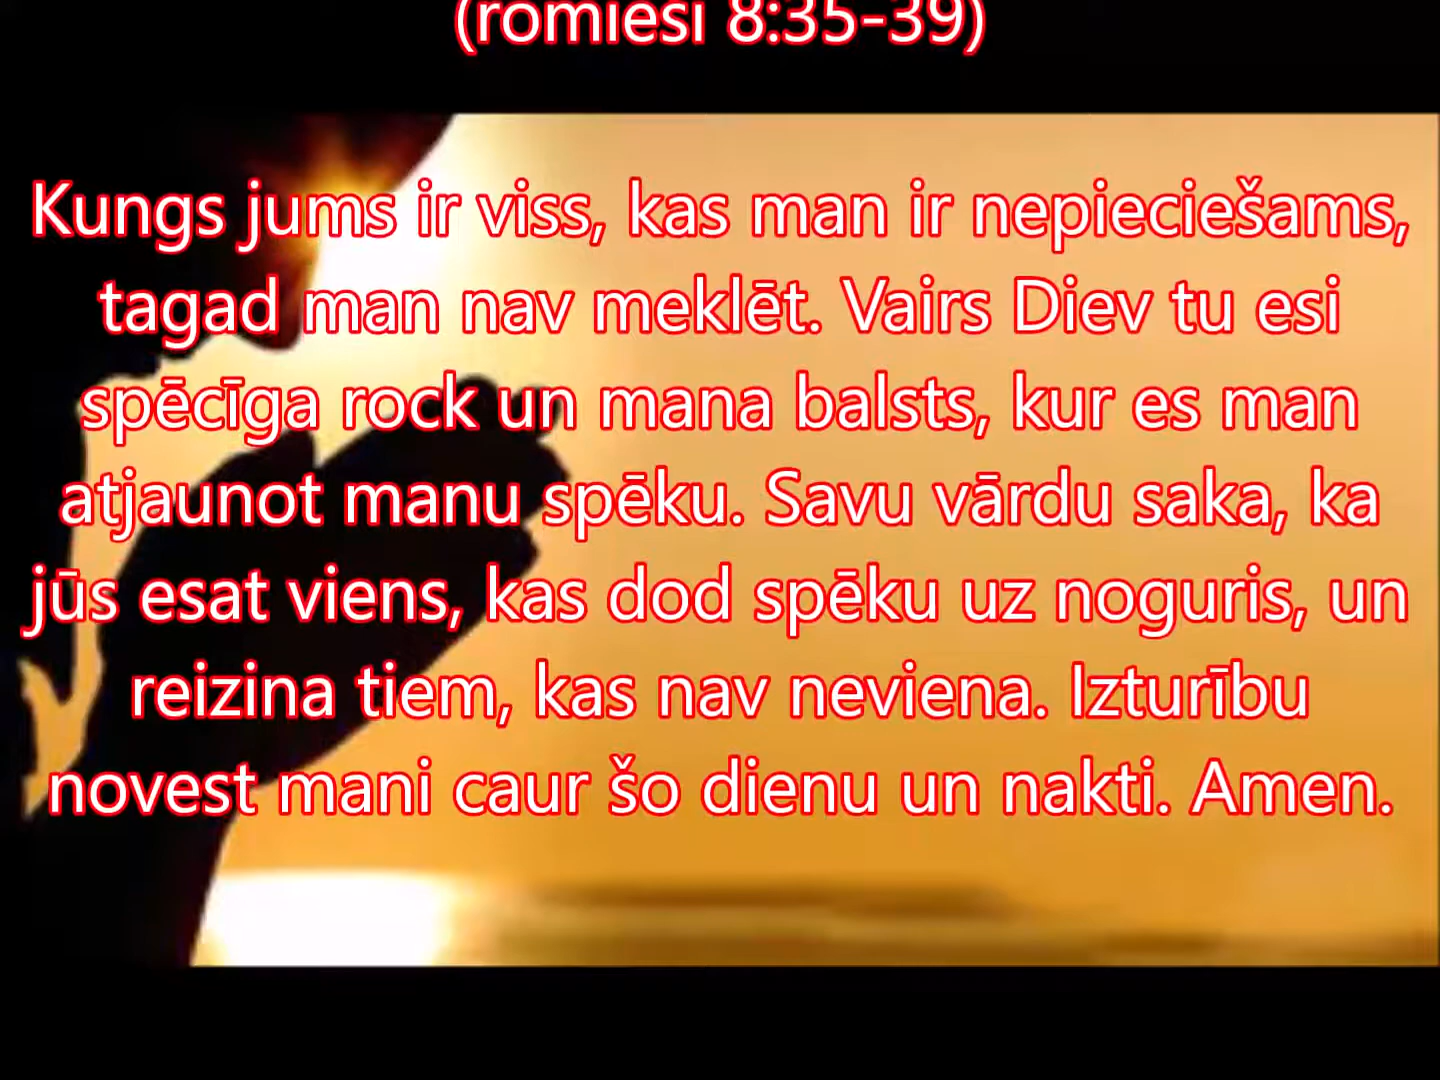 (romiesi 8:35-39)
Kungs jums ir viss, kas man ir nepieciešams,
tagad man nav meklēt. Vairs Diev tu esi
spēcīga rock un mana balsts, kur es man
atjaunot manu spēku. Savu vārdu saka, ka
jūs esat viens, kas dod spēku uz noguris, un
reizina tiem, kas nav neviena. Izturību
novest mani caur šo dienu un nakti. Amen.